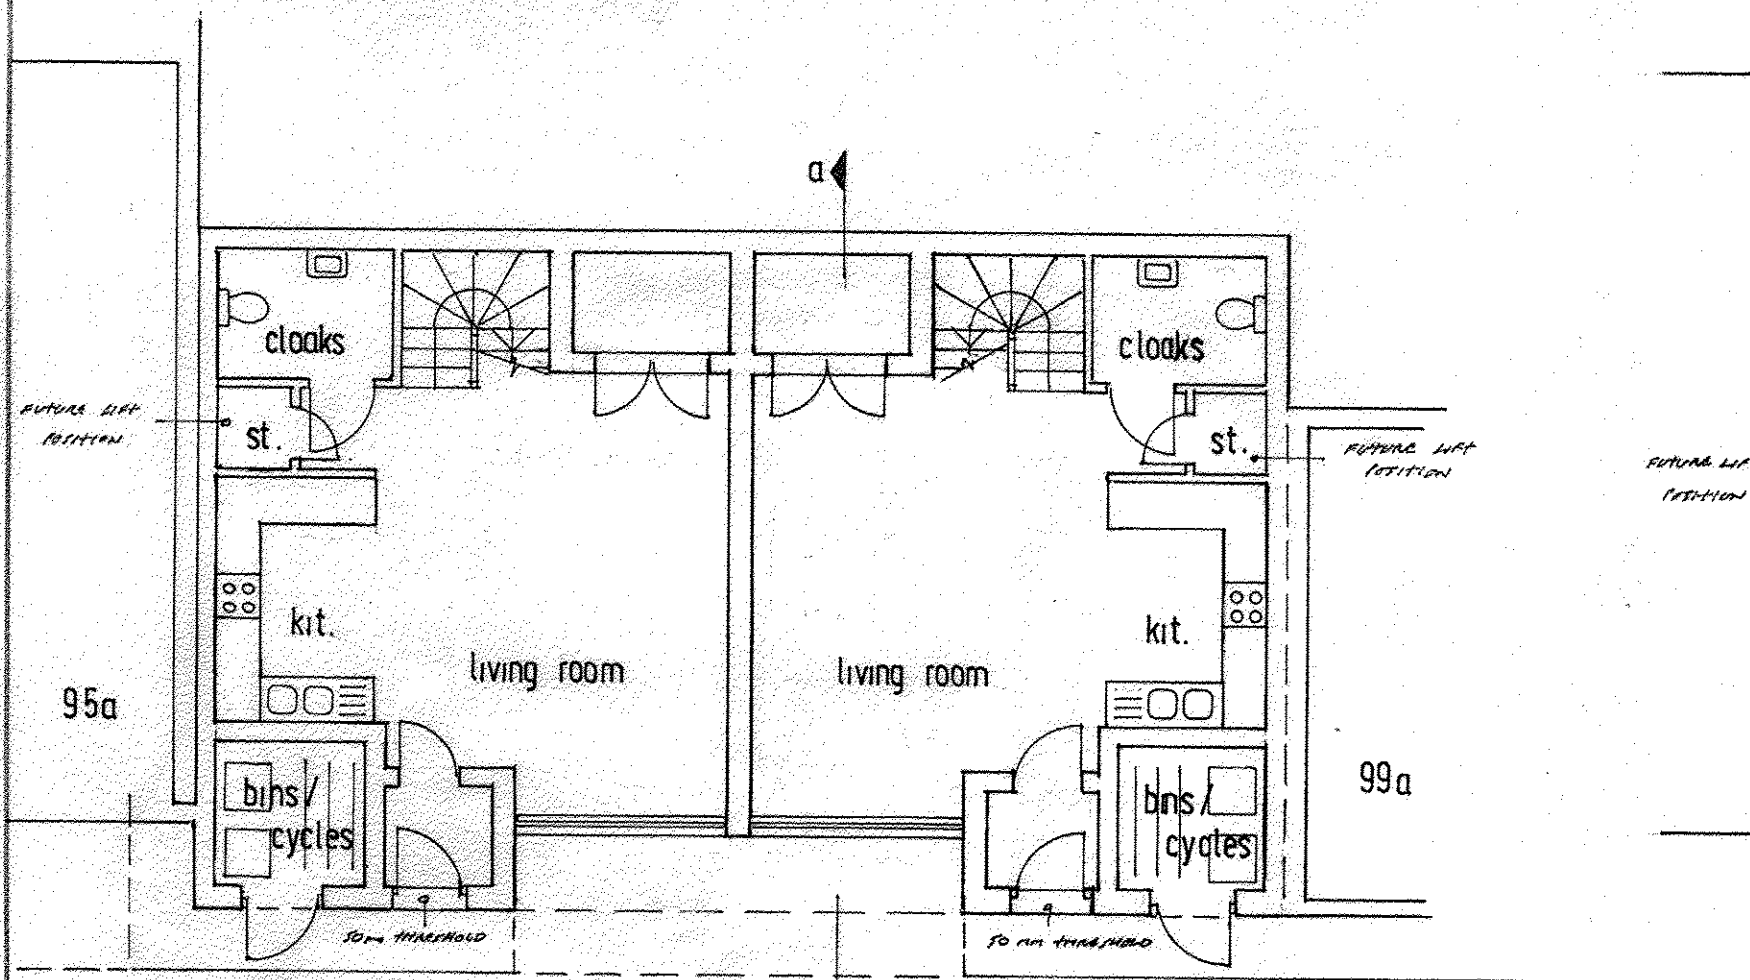 a
cloaks
cloaks
FUTURE LIFT
POSITION
st.
st.
FUTURE LIFT
POSITION
FUTURE LIF
POSITION
kit.
kit.
living room
living room
95a
99a
bins/
cycles
bins/
cycles
50mm THRESHOLD
50 mm THRESHOLD